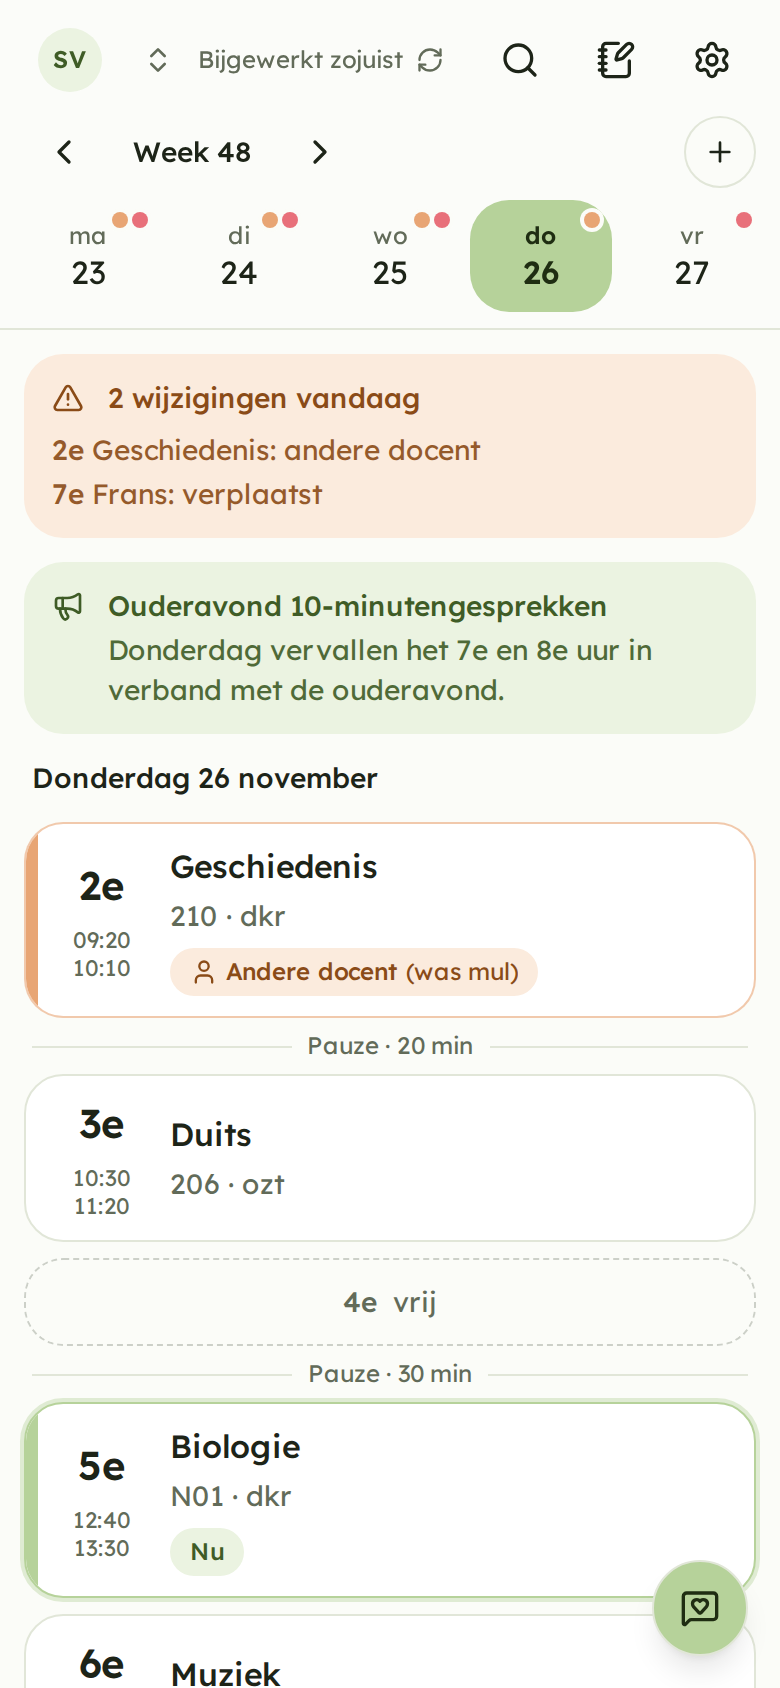 SV
Bijgewerkt zojuist
Week 48
ma
di
wo
do
vr
23
24
25
26
27
2 wijzigingen vandaag
2e Geschiedenis: andere docent
7e Frans: verplaatst
Ouderavond 10-minutengesprekken
Donderdag vervallen het 7e en 8e uur in
verband met de ouderavond.
Donderdag 26 november
2e
09:20
10:10
Geschiedenis
210 · dkr
Andere docent (was mul)
Pauze · 20 min
3e
10:30
11:20
Duits
206 · ozt
4e vrij
Pauze · 30 min
5e
12:40
13:30
Biologie
N01 · dkr
Nu
6e
Muziek